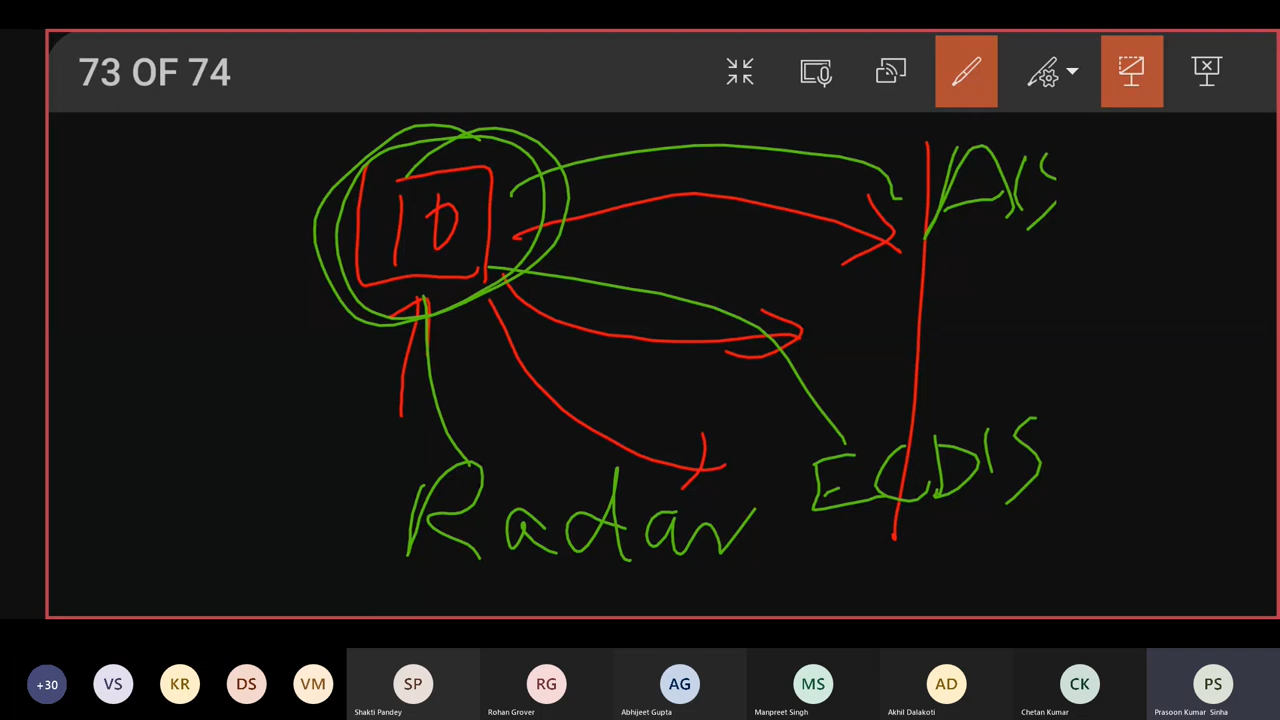 73 OF 74
AIS
ID
ECDIS
Radar
+30
VS
KR
DS
VM
SP
RG
AG
MS
AD
CK
PS
Shakti Pandey
Rohan Grover
Abhijeet Gupta
Manpreet Singh
Akhil Dalakoti
Chetan Kumar
Prasoon Kumar Sinha